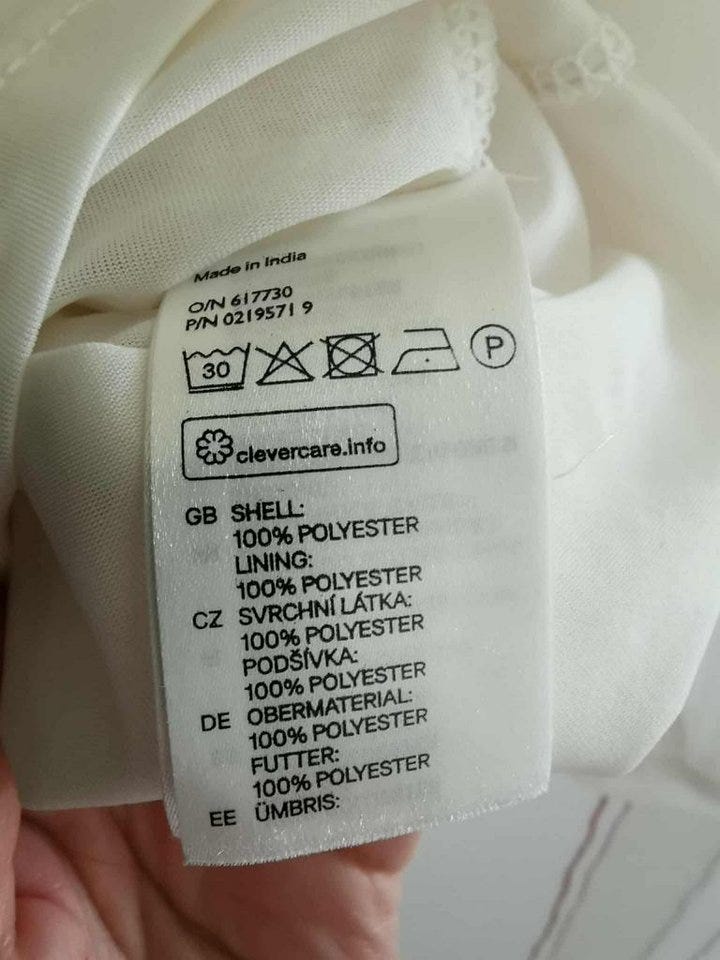 Made in India
O/N 617730
P/N 0219571 9
30 P
clevercare.info
GB SHELL:
100% POLYESTER
LINING:
100% POLYESTER
CZ SVRCHNÍ LÁTKA:
100% POLYESTER
PODŠÍVKA:
100% POLYESTER
DE OBERMATERIAL:
100% POLYESTER
FUTTER:
100% POLYESTER
EE ÜMBRIS: